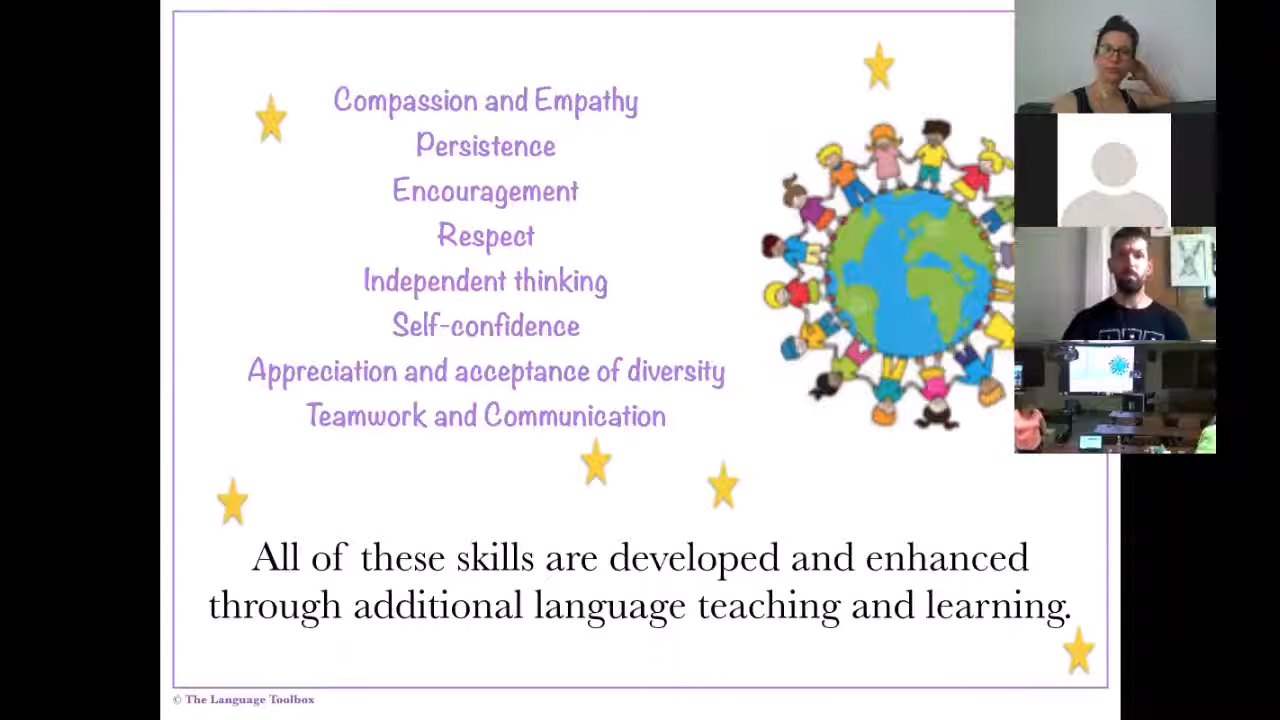 Compassion and Empathy
Persistence
Encouragement
Respect
Independent thinking
Self-confidence
Appreciation and acceptance of diversity
Teamwork and Communication
All of these skills are developed and enhanced
through additional language teaching and learning.
© The Language Toolbox